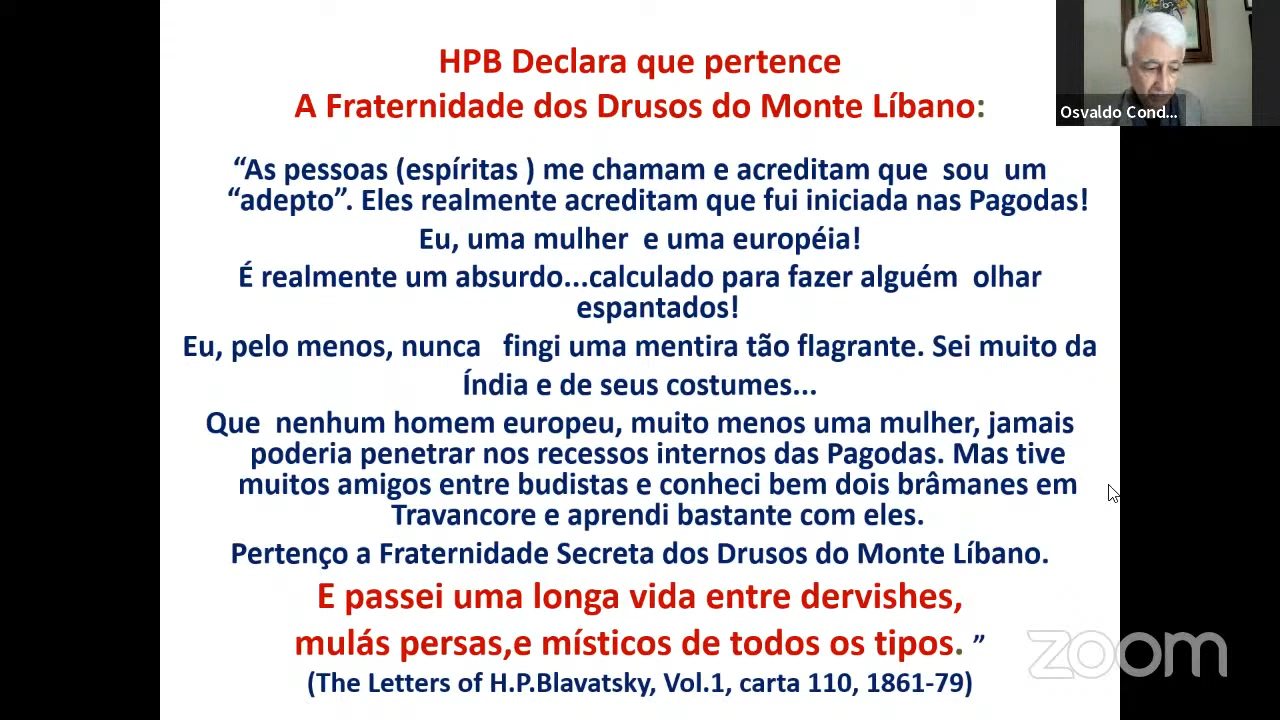 HPB Declara que pertence
A Fraternidade dos Drusos do Monte Líbano:
Osvaldo Cond...
“As pessoas (espíritas ) me chamam e acreditam que sou um
“adepto”. Eles realmente acreditam que fui iniciada nas Pagodas!
Eu, uma mulher e uma européia!
É realmente um absurdo...calculado para fazer alguém olhar
espantados!
Eu, pelo menos, nunca fingi uma mentira tão flagrante. Sei muito da
Índia e de seus costumes...
Que nenhum homem europeu, muito menos uma mulher, jamais
poderia penetrar nos recessos internos das Pagodas. Mas tive
muitos amigos entre budistas e conheci bem dois brâmanes em
Travancore e aprendi bastante com eles.
Pertenço a Fraternidade Secreta dos Drusos do Monte Líbano.
E passei uma longa vida entre dervishes,
mulás persas,e místicos de todos os tipos. ”
(The Letters of H.P.Blavatsky, Vol.1, carta 110, 1861-79)
zoom